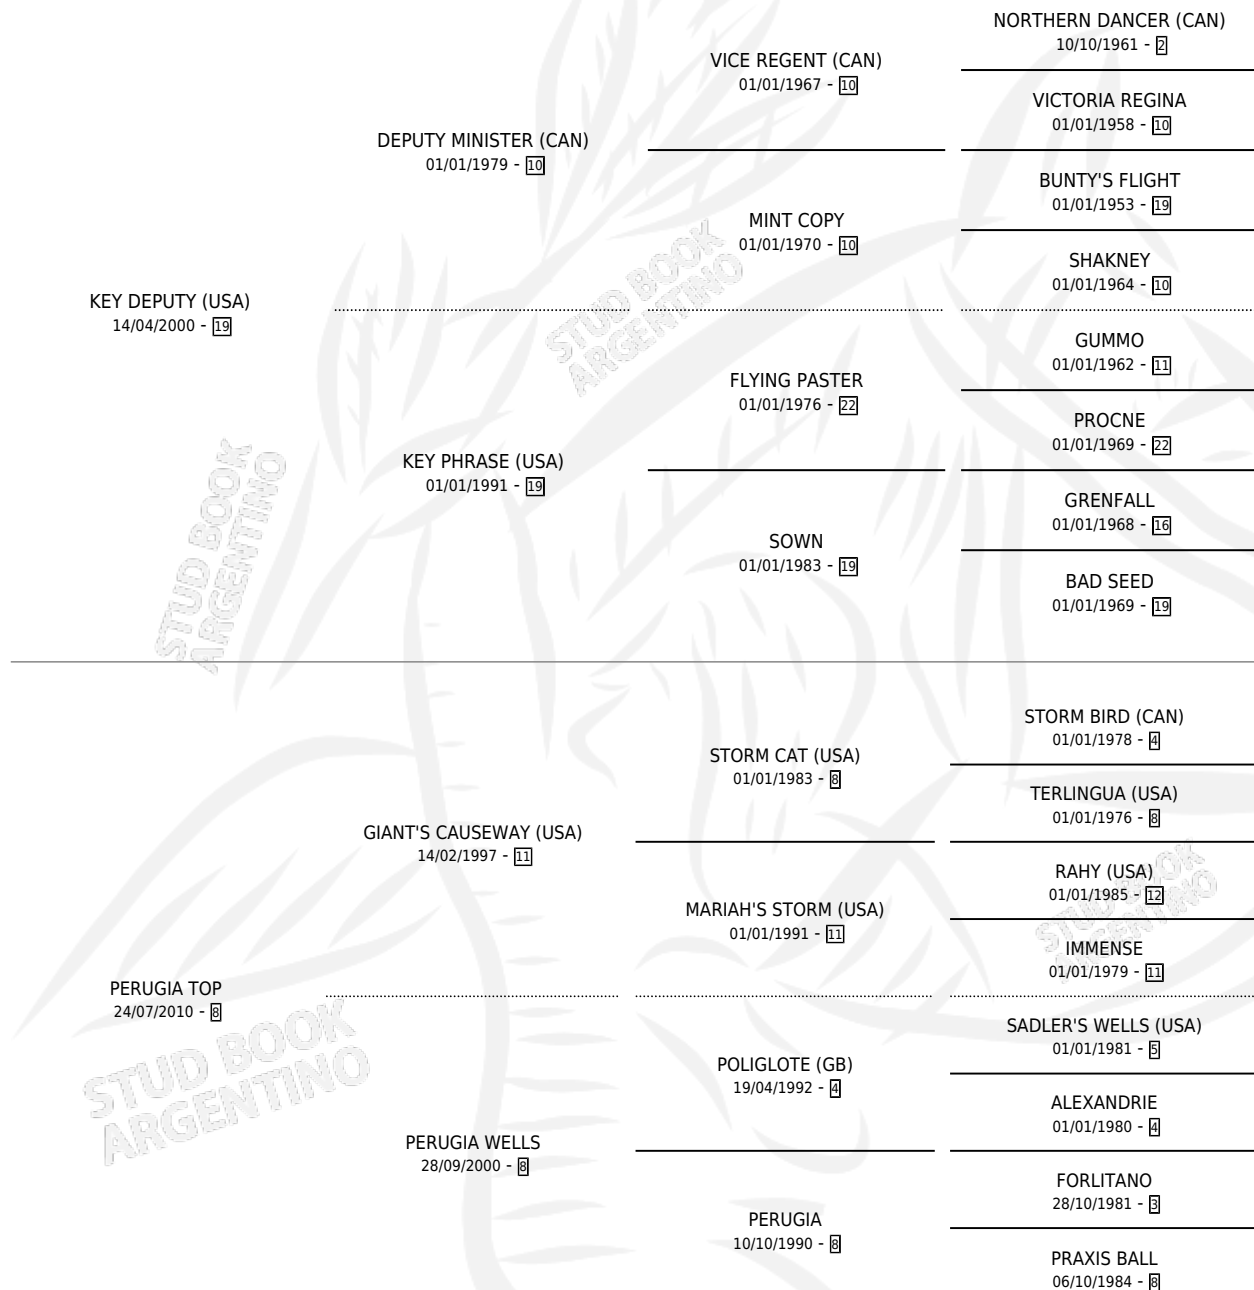 NORTHERN DANCER (CAN)
10/10/1961 - 2
VICE REGENT (CAN)
01/01/1967 - 10
VICTORIA REGINA
01/01/1958 - 10
DEPUTY MINISTER (CAN)
01/01/1979 - 10
BUNTY'S FLIGHT
01/01/1953 - 19
MINT COPY
01/01/1970 - 10
SHAKNEY
01/01/1964 - 10
KEY DEPUTY (USA)
14/04/2000 - 19
GUMMO
01/01/1962 - 11
FLYING PASTER
01/01/1976 - 22
PROCNE
01/01/1969 - 22
KEY PHRASE (USA)
01/01/1991 - 19
GRENFALL
01/01/1968 - 16
SOWN
01/01/1983 - 19
BAD SEED
01/01/1969 - 19
STORM BIRD (CAN)
01/01/1978 - 4
STORM CAT (USA)
01/01/1983 - 8
TERLINGUA (USA)
01/01/1976 - 8
GIANT'S CAUSEWAY (USA)
14/02/1997 - 11
RAHY (USA)
01/01/1985 - 12
MARIAH'S STORM (USA)
01/01/1991 - 11
IMMENSE
01/01/1979 - 11
PERUGIA TOP
24/07/2010 - 8
SADLER'S WELLS (USA)
01/01/1981 - 5
POLIGLOTE (GB)
19/04/1992 - 4
ALEXANDRIE
01/01/1980 - 4
PERUGIA WELLS
28/09/2000 - 8
FORLITANO
28/10/1981 - 3
PERUGIA
10/10/1990 - 8
PRAXIS BALL
06/10/1984 - 8
STUD BOOK
ARGENTINO
STUD BOOK
ARGENTINO
STUD BOOK
ARGENTINO
STUD BOOK
ARGENTINO